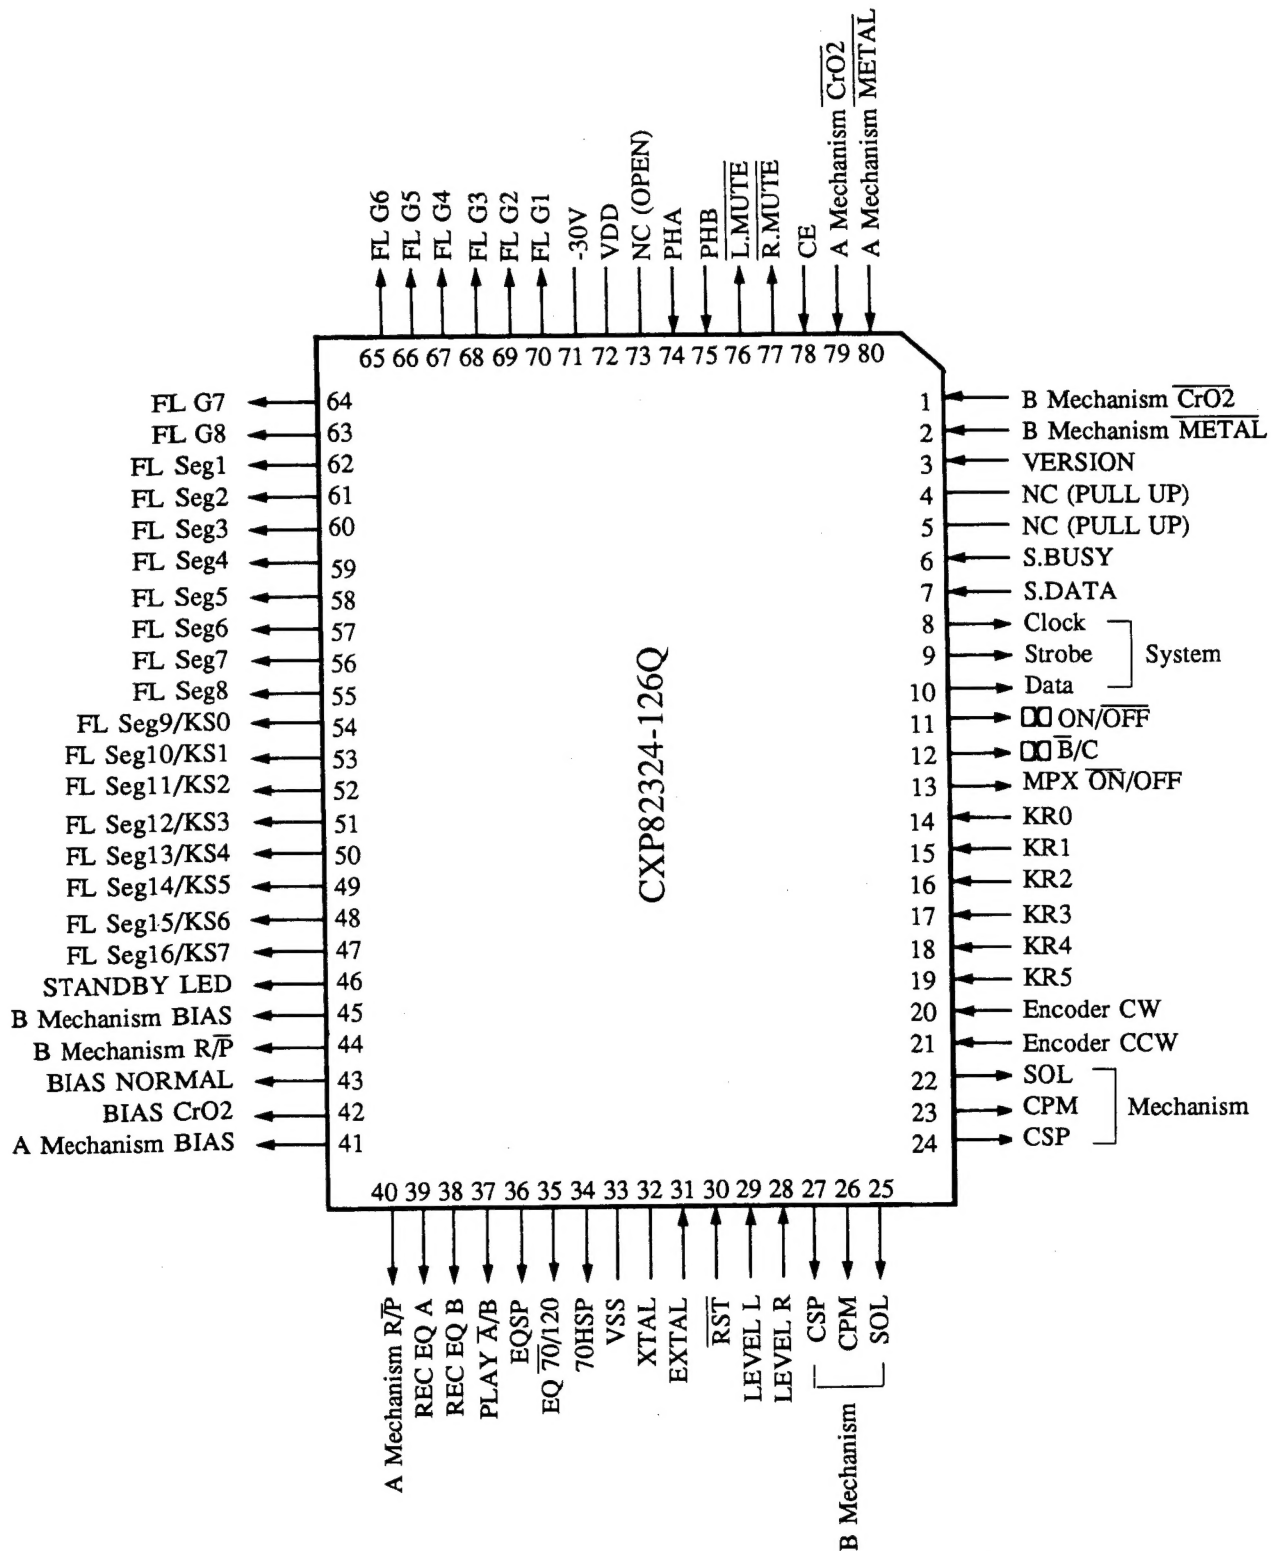 A Mechanism METAL
A Mechanism CrO2
CE
R.MUTE
L.MUTE
PHB
PHA
NC (OPEN)
VDD
-30V
FL G1
FL G2
FL G3
FL G4
FL G5
FL G6
65 66 67 68 69 70 71 72 73 74 75 76 77 78 79 80
FL G7 64
FL G8 63
FL Seg1 62
FL Seg2 61
FL Seg3 60
FL Seg4 59
FL Seg5 58
FL Seg6 57
FL Seg7 56
FL Seg8 55
FL Seg9/KS0 54
FL Seg10/KS1 53
FL Seg11/KS2 52
FL Seg12/KS3 51
FL Seg13/KS4 50
FL Seg14/KS5 49
FL Seg15/KS6 48
FL Seg16/KS7 47
STANDBY LED 46
B Mechanism BIAS 45
B Mechanism R/P 44
BIAS NORMAL 43
BIAS CrO2 42
A Mechanism BIAS 41
CXP82324-126Q
1 B Mechanism CrO2
2 B Mechanism METAL
3 VERSION
4 NC (PULL UP)
5 NC (PULL UP)
6 S.BUSY
7 S.DATA
8 Clock
9 Strobe
10 Data
System
11 ON/OFF
12 B/C
13 MPX ON/OFF
14 KR0
15 KR1
16 KR2
17 KR3
18 KR4
19 KR5
20 Encoder CW
21 Encoder CCW
22 SOL
23 CPM
24 CSP
Mechanism
40 39 38 37 36 35 34 33 32 31 30 29 28 27 26 25
A Mechanism R/P
REC EQ A
REC EQ B
PLAY A/B
EQSP
EQ 70/120
70HSP
VSS
XTAL
EXTAL
RST
LEVEL L
LEVEL R
CSP
CPM
SOL
B Mechanism